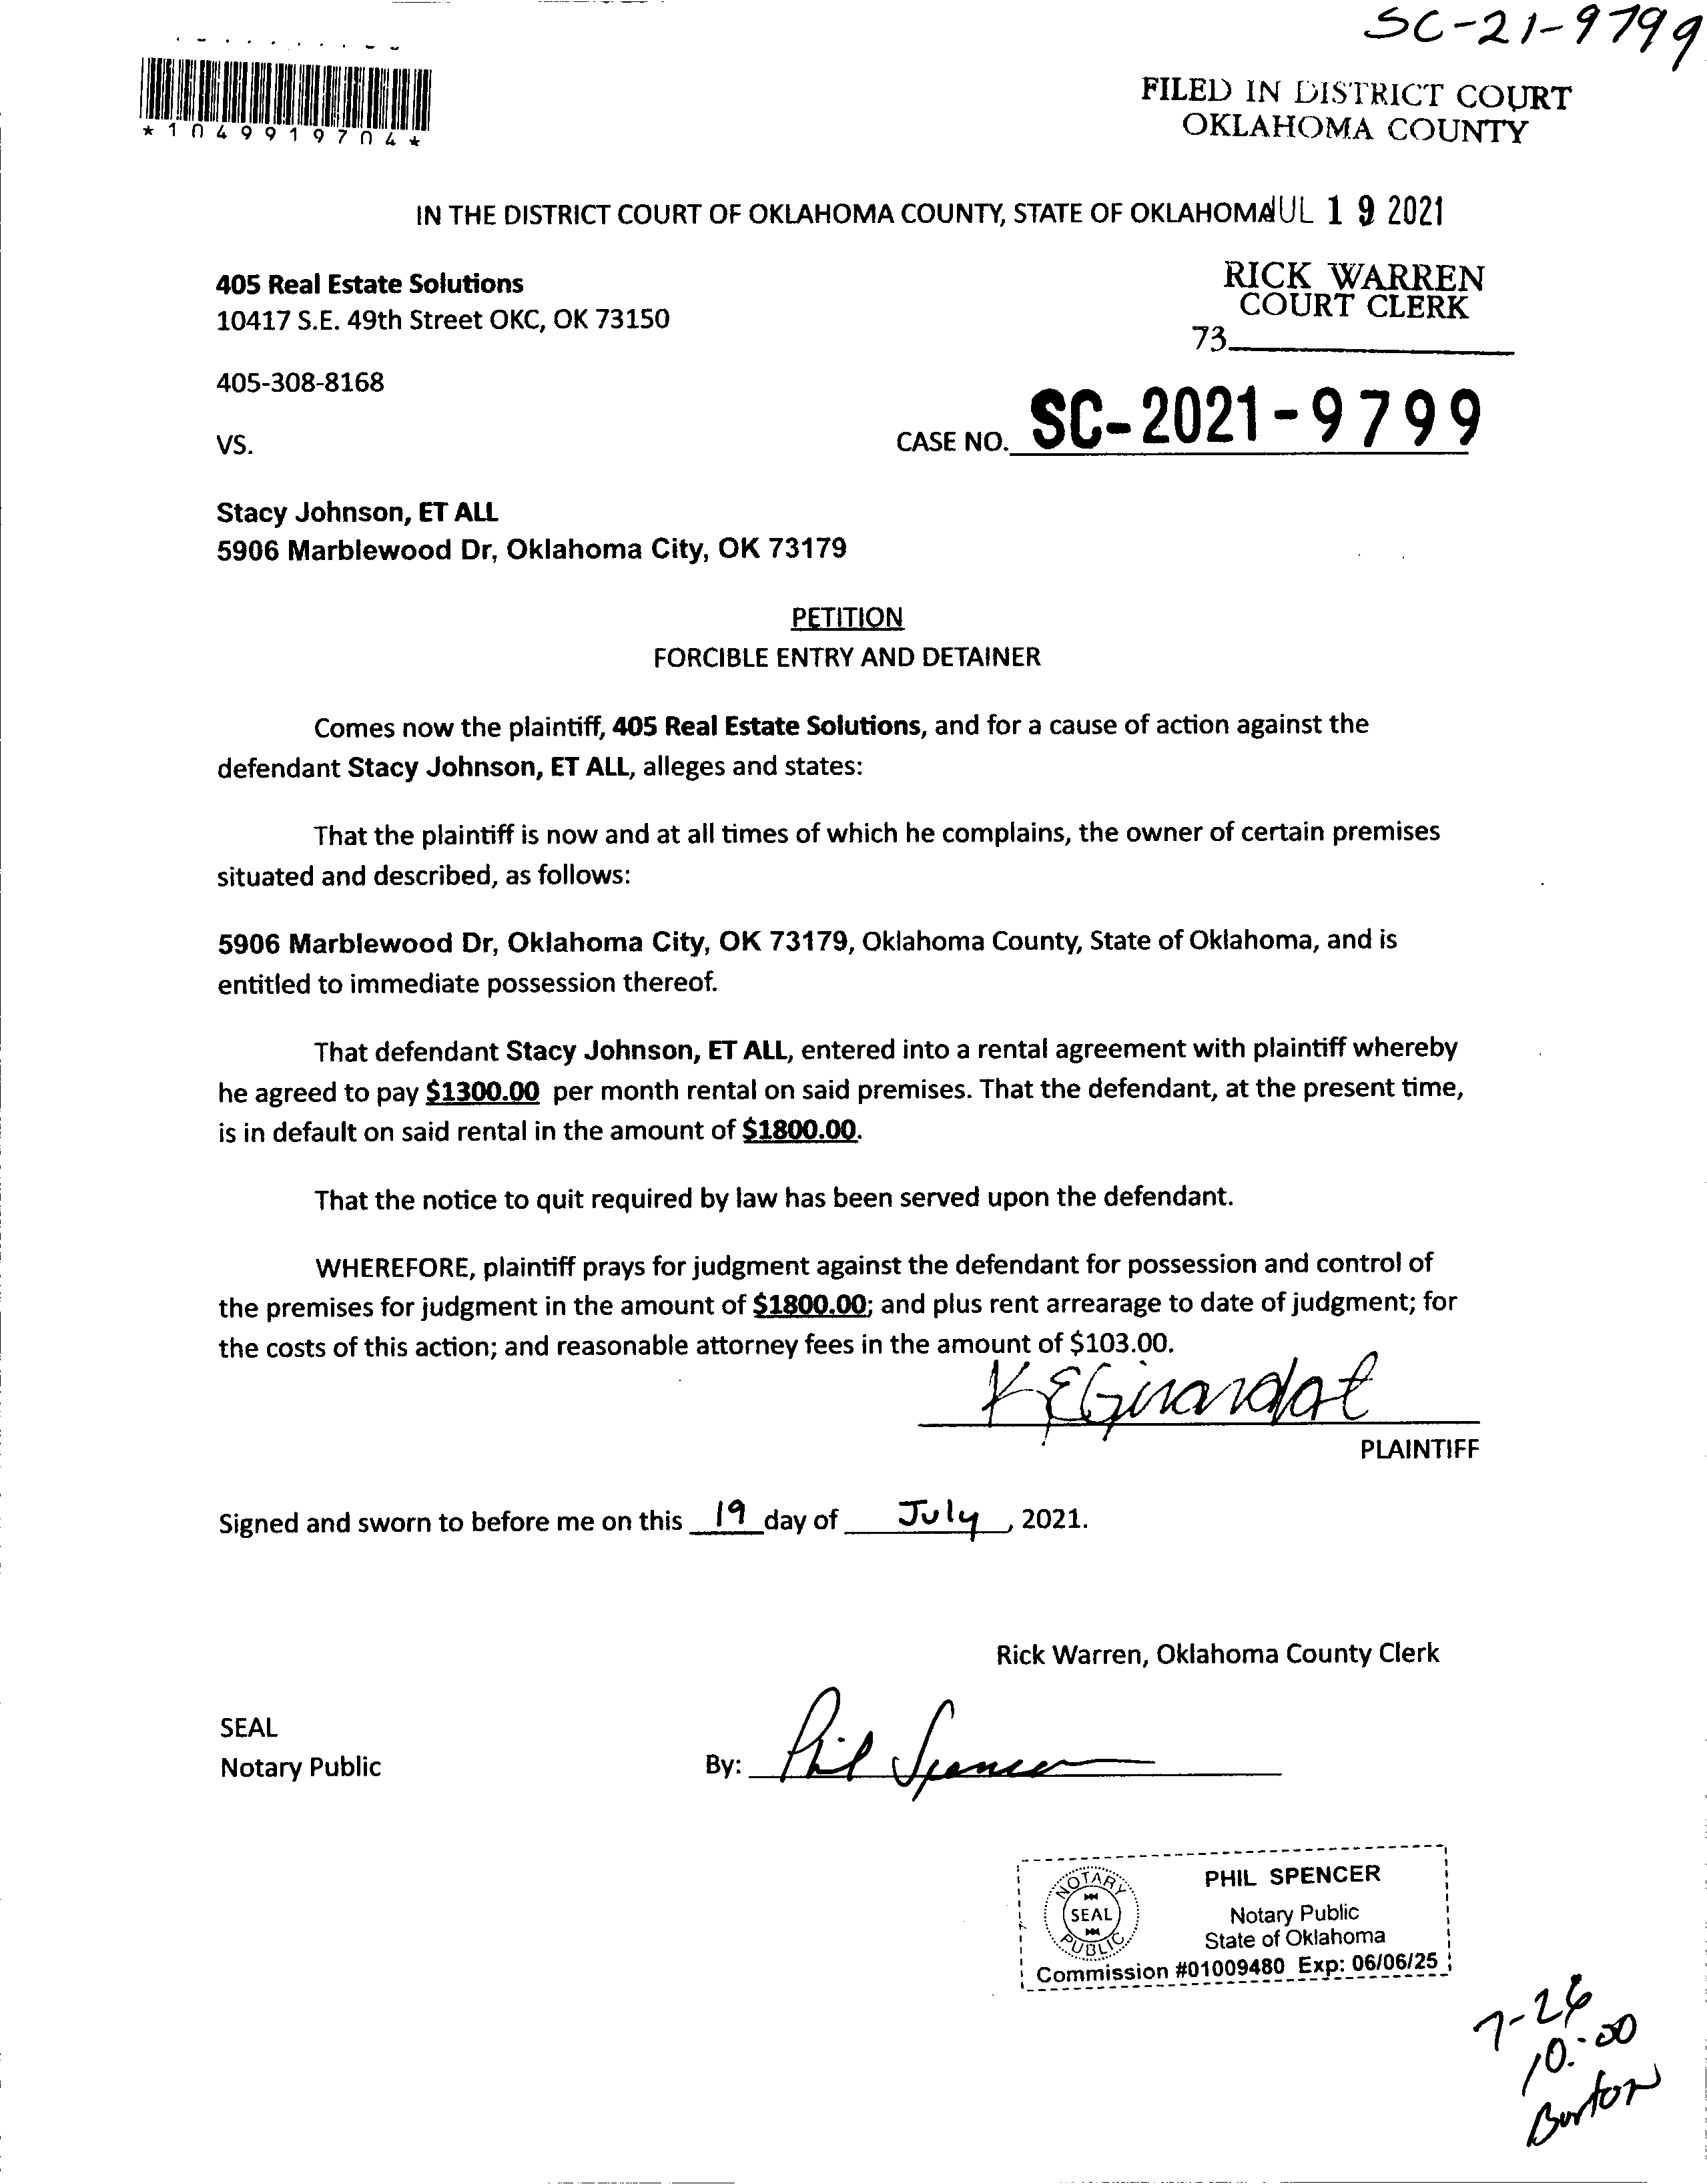 SC-21-9799
*1049919704*
FILED IN DISTRICT COURT
OKLAHOMA COUNTY
IN THE DISTRICT COURT OF OKLAHOMA COUNTY, STATE OF OKLAHOMA JUL 19 2021
405 Real Estate Solutions
10417 S.E. 49th Street OKC, OK 73150
RICK WARREN
COURT CLERK
73
405-308-8168
VS.
CASE NO. SC-2021-9799
Stacy Johnson, ET ALL
5906 Marblewood Dr, Oklahoma City, OK 73179
PETITION
FORCIBLE ENTRY AND DETAINER
Comes now the plaintiff, 405 Real Estate Solutions, and for a cause of action against the
defendant Stacy Johnson, ET ALL, alleges and states:
That the plaintiff is now and at all times of which he complains, the owner of certain premises
situated and described, as follows:
5906 Marblewood Dr, Oklahoma City, OK 73179, Oklahoma County, State of Oklahoma, and is
entitled to immediate possession thereof.
That defendant Stacy Johnson, ET ALL, entered into a rental agreement with plaintiff whereby
he agreed to pay $1300.00 per month rental on said premises. That the defendant, at the present time,
is in default on said rental in the amount of $1800.00.
That the notice to quit required by law has been served upon the defendant.
WHEREFORE, plaintiff prays for judgment against the defendant for possession and control of
the premises for judgment in the amount of $1800.00; and plus rent arrearage to date of judgment; for
the costs of this action; and reasonable attorney fees in the amount of $103.00.
KEGirardot
PLAINTIFF
Signed and sworn to before me on this 19 day of July, 2021.
Rick Warren, Oklahoma County Clerk
SEAL
Notary Public
By: Phil Spencer
NOTARY
SEAL
PUBLIC
PHIL SPENCER
Notary Public
State of Oklahoma
Commission #01009480 Exp: 06/06/25
7-26
10:00
Burton